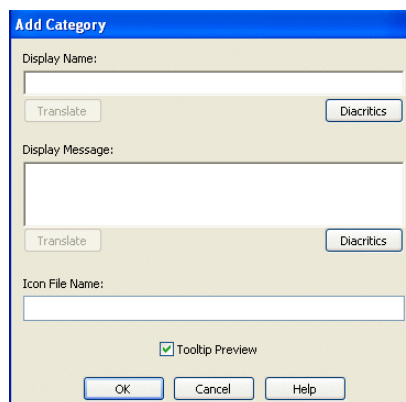 Add Category
Display Name:
Translate Diacritics
Display Message:
Translate Diacritics
Icon File Name:
Tooltip Preview
OK Cancel Help